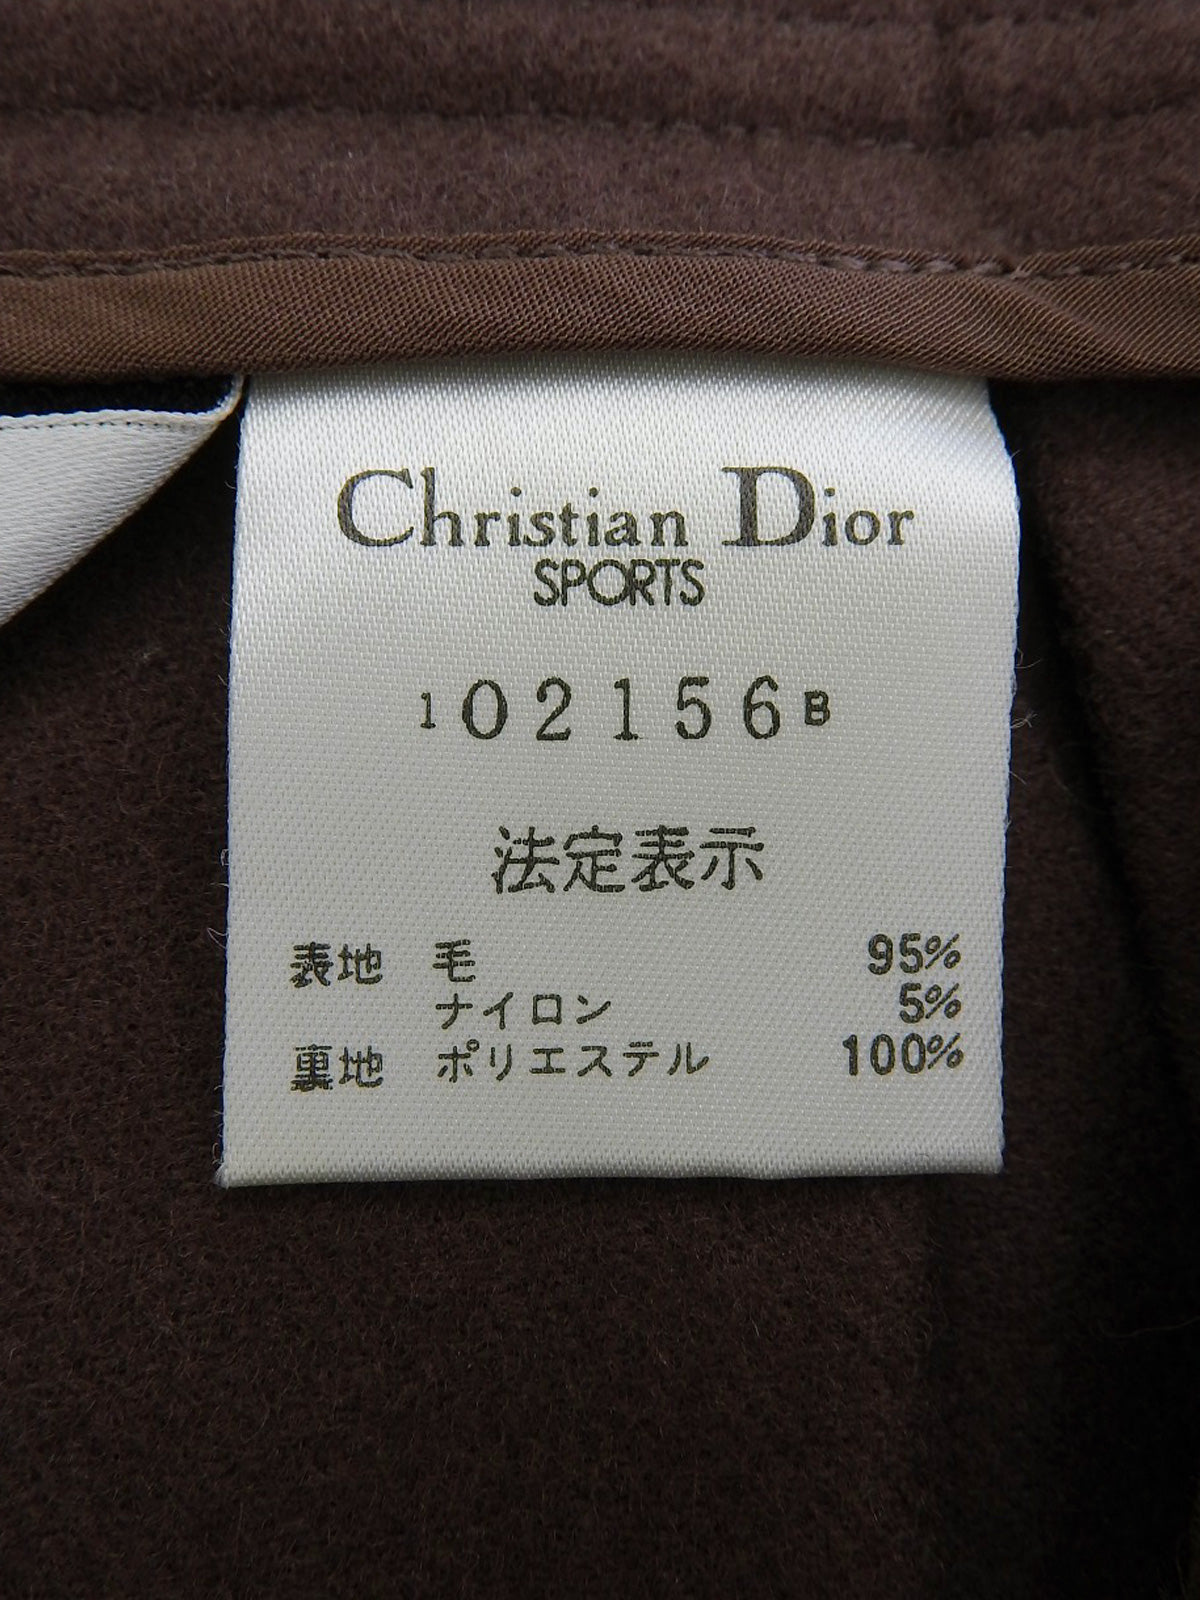 Christian Dior
SPORTS
102156B
法定表示
表地 毛 95%
ナイロン 5%
裏地 ポリエステル 100%